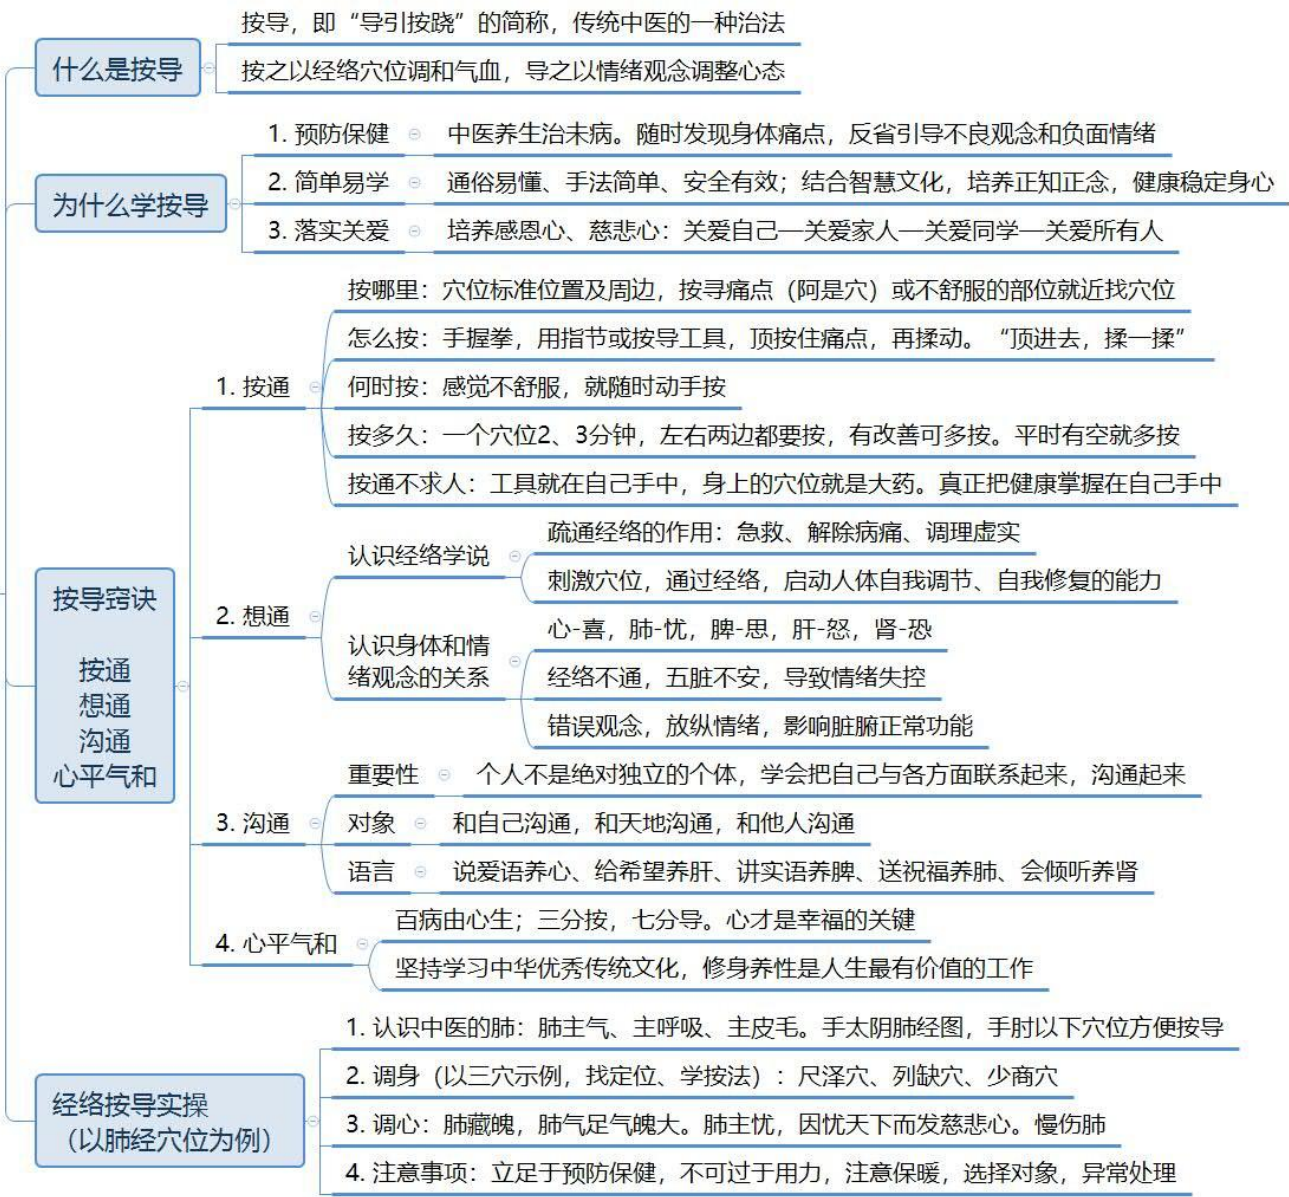 什么是按导
按导，即“导引按跷”的简称，传统中医的一种治法
按之以经络穴位调和气血，导之以情绪观念调整心态
为什么学按导
1. 预防保健
中医养生治未病。随时发现身体痛点，反省引导不良观念和负面情绪
2. 简单易学
通俗易懂、手法简单、安全有效；结合智慧文化，培养正知正念，健康稳定身心
3. 落实关爱
培养感恩心、慈悲心：关爱自己—关爱家人—关爱同学—关爱所有人
按导窍诀
按通
想通
沟通
心平气和
1. 按通
按哪里：穴位标准位置及周边，按寻痛点（阿是穴）或不舒服的部位就近找穴位
怎么按：手握拳，用指节或按导工具，顶按住痛点，再揉动。“顶进去，揉一揉”
何时按：感觉不舒服，就随时动手按
按多久：一个穴位2、3分钟，左右两边都要按，有改善可多按。平时有空就多按
按通不求人：工具就在自己手中，身上的穴位就是大药。真正把健康掌握在自己手中
2. 想通
认识经络学说
疏通经络的作用：急救、解除病痛、调理虚实
刺激穴位，通过经络，启动人体自我调节、自我修复的能力
认识身体和情
绪观念的关系
心-喜，肺-忧，脾-思，肝-怒，肾-恐
经络不通，五脏不安，导致情绪失控
错误观念，放纵情绪，影响脏腑正常功能
3. 沟通
重要性
个人不是绝对独立的个体，学会把自己与各方面联系起来，沟通起来
对象
和自己沟通，和天地沟通，和他人沟通
语言
说爱语养心、给希望养肝、讲实语养脾、送祝福养肺、会倾听养肾
4. 心平气和
百病由心生；三分按，七分导。心才是幸福的关键
坚持学习中华优秀传统文化，修身养性是人生最有价值的工作
经络按导实操
（以肺经穴位为例）
1. 认识中医的肺：肺主气、主呼吸、主皮毛。手太阴肺经图，手肘以下穴位方便按导
2. 调身（以三穴示例，找定位、学按法）：尺泽穴、列缺穴、少商穴
3. 调心：肺藏魄，肺气足气魄大。肺主忧，因忧天下而发慈悲心。慢伤肺
4. 注意事项：立足于预防保健，不可过于用力，注意保暖，选择对象，异常处理